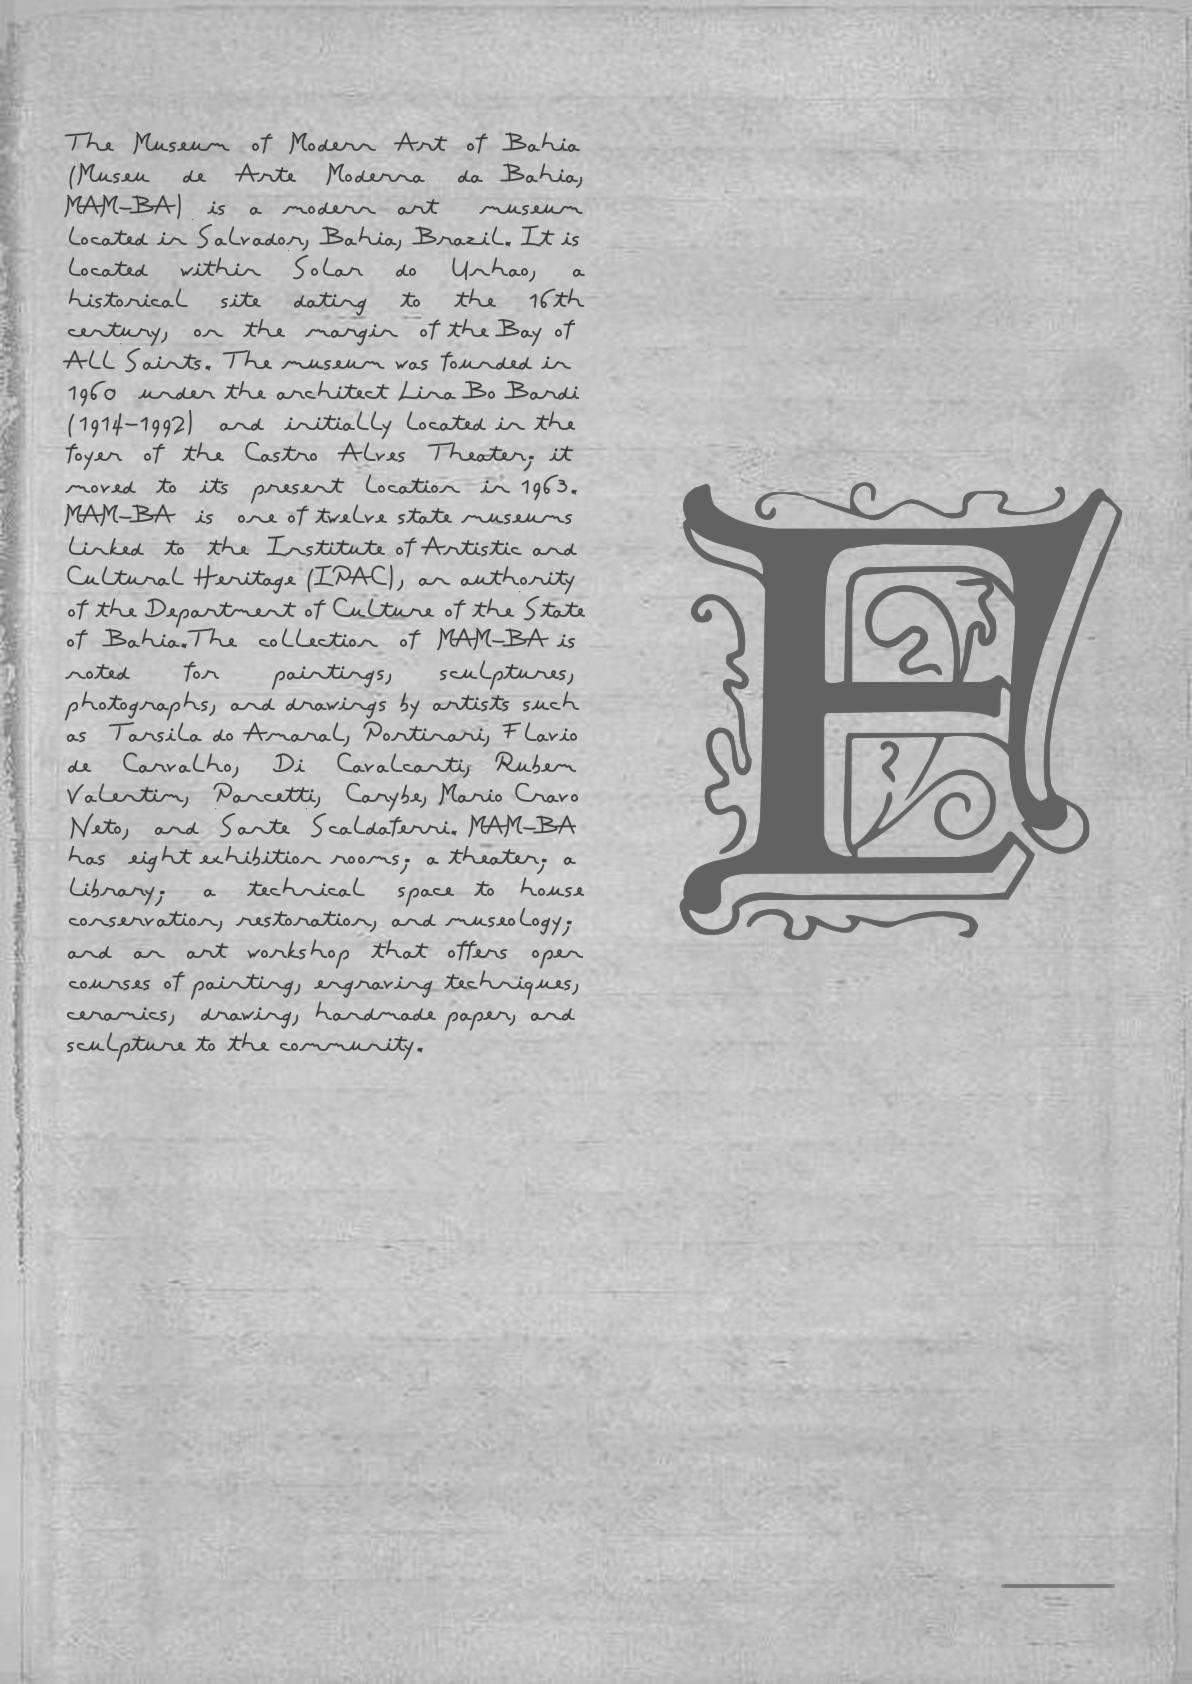 The Museum of Modern Art of Bahia
(Museu de Arte Moderna da Bahia,
MAM-BA) is a modern art museum
located in Salvador, Bahia, Brazil. It is
located within Solar do Unhao, a
historical site dating to the 16th
century, on the margin of the Bay of
All Saints. The museum was founded in
1960 under the architect Lina Bo Bardi
(1914-1992) and initially located in the
foyer of the Castro Alves Theater; it
moved to its present location in 1963.
MAM-BA is one of twelve state museums
linked to the Institute of Artistic and
Cultural Heritage (IPAC), an authority
of the Department of Culture of the State
of Bahia.The collection of MAM-BA is
noted for paintings, sculptures,
photographs, and drawings by artists such
as Tarsila do Amaral, Portinari, Flavio
de Carvalho, Di Cavalcanti, Rubem
Valentim, Pancetti, Carybe, Mario Cravo
Neto, and Sante Scaldaferri. MAM-BA
has eight exhibition rooms; a theater; a
library; a technical space to house
conservation, restoration, and museology;
and an art workshop that offers open
courses of painting, engraving techniques,
ceramics, drawing, handmade paper, and
sculpture to the community.
E